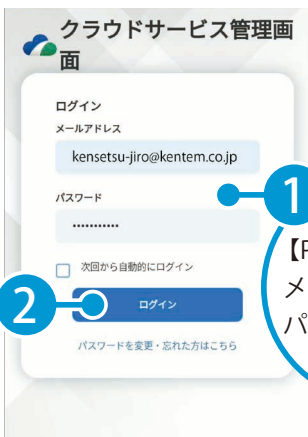 クラウドサービス管理画
面
ログイン
メールアドレス
kensetsu-jiro@kentem.co.jp
パスワード
•••••••••••
1
次回から自動的にログイン
2
ログイン
パスワードを変更・忘れた方はこちら
【P
メ
パ